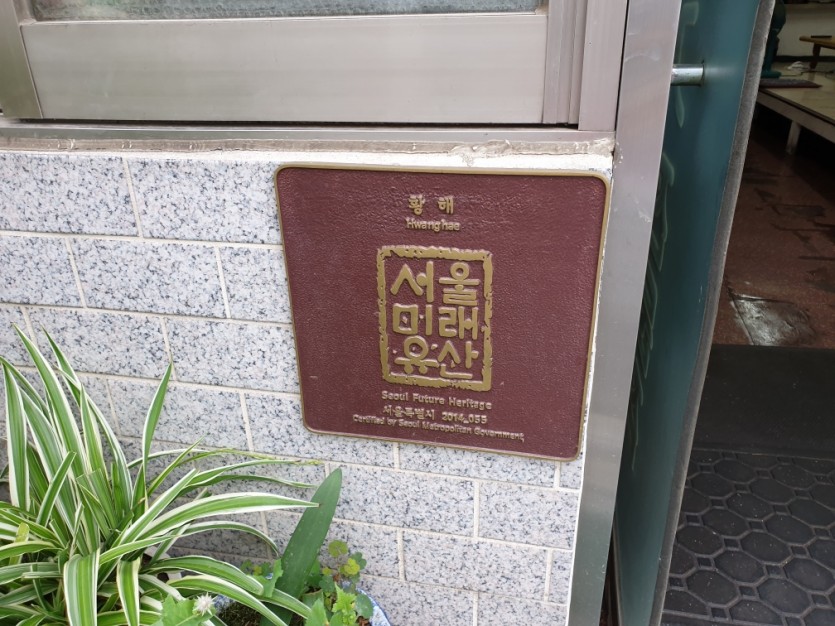 황해
Hwanghae
서울
미래
유산
Seoul Future Heritage
서울특별시 2014_055
Certified by Seoul Metropolitan Government